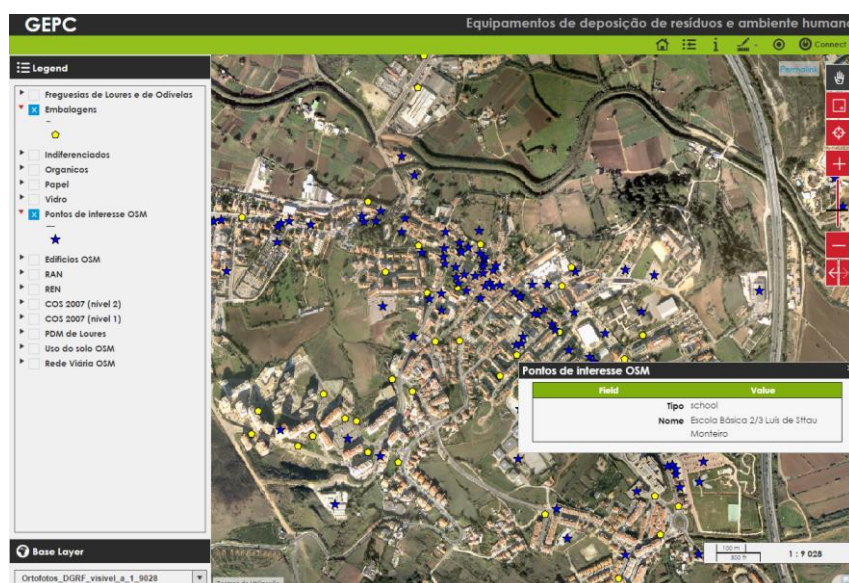 GEPC
Equipamentos de deposição de resíduos e ambiente humano
Connect
Legend
Permalink
Freguesias de Loures e de Odivelas
Embalagens
Indiferenciados
Organicos
Papel
Vidro
Pontos de interesse OSM
Edificios OSM
RAN
REN
COS 2007 (nivel 2)
COS 2007 (nivel 1)
PDM de Loures
Uso do solo OSM
Rede Viária OSM
Pontos de interesse OSM
Field Value
Tipo school
Nome Escola Básica 2/3 Luís de Sttau
Monteiro
100 m
500 ft
1 : 9 028
Base Layer
Ortofotos_DGRF_visivel_a_1_9028